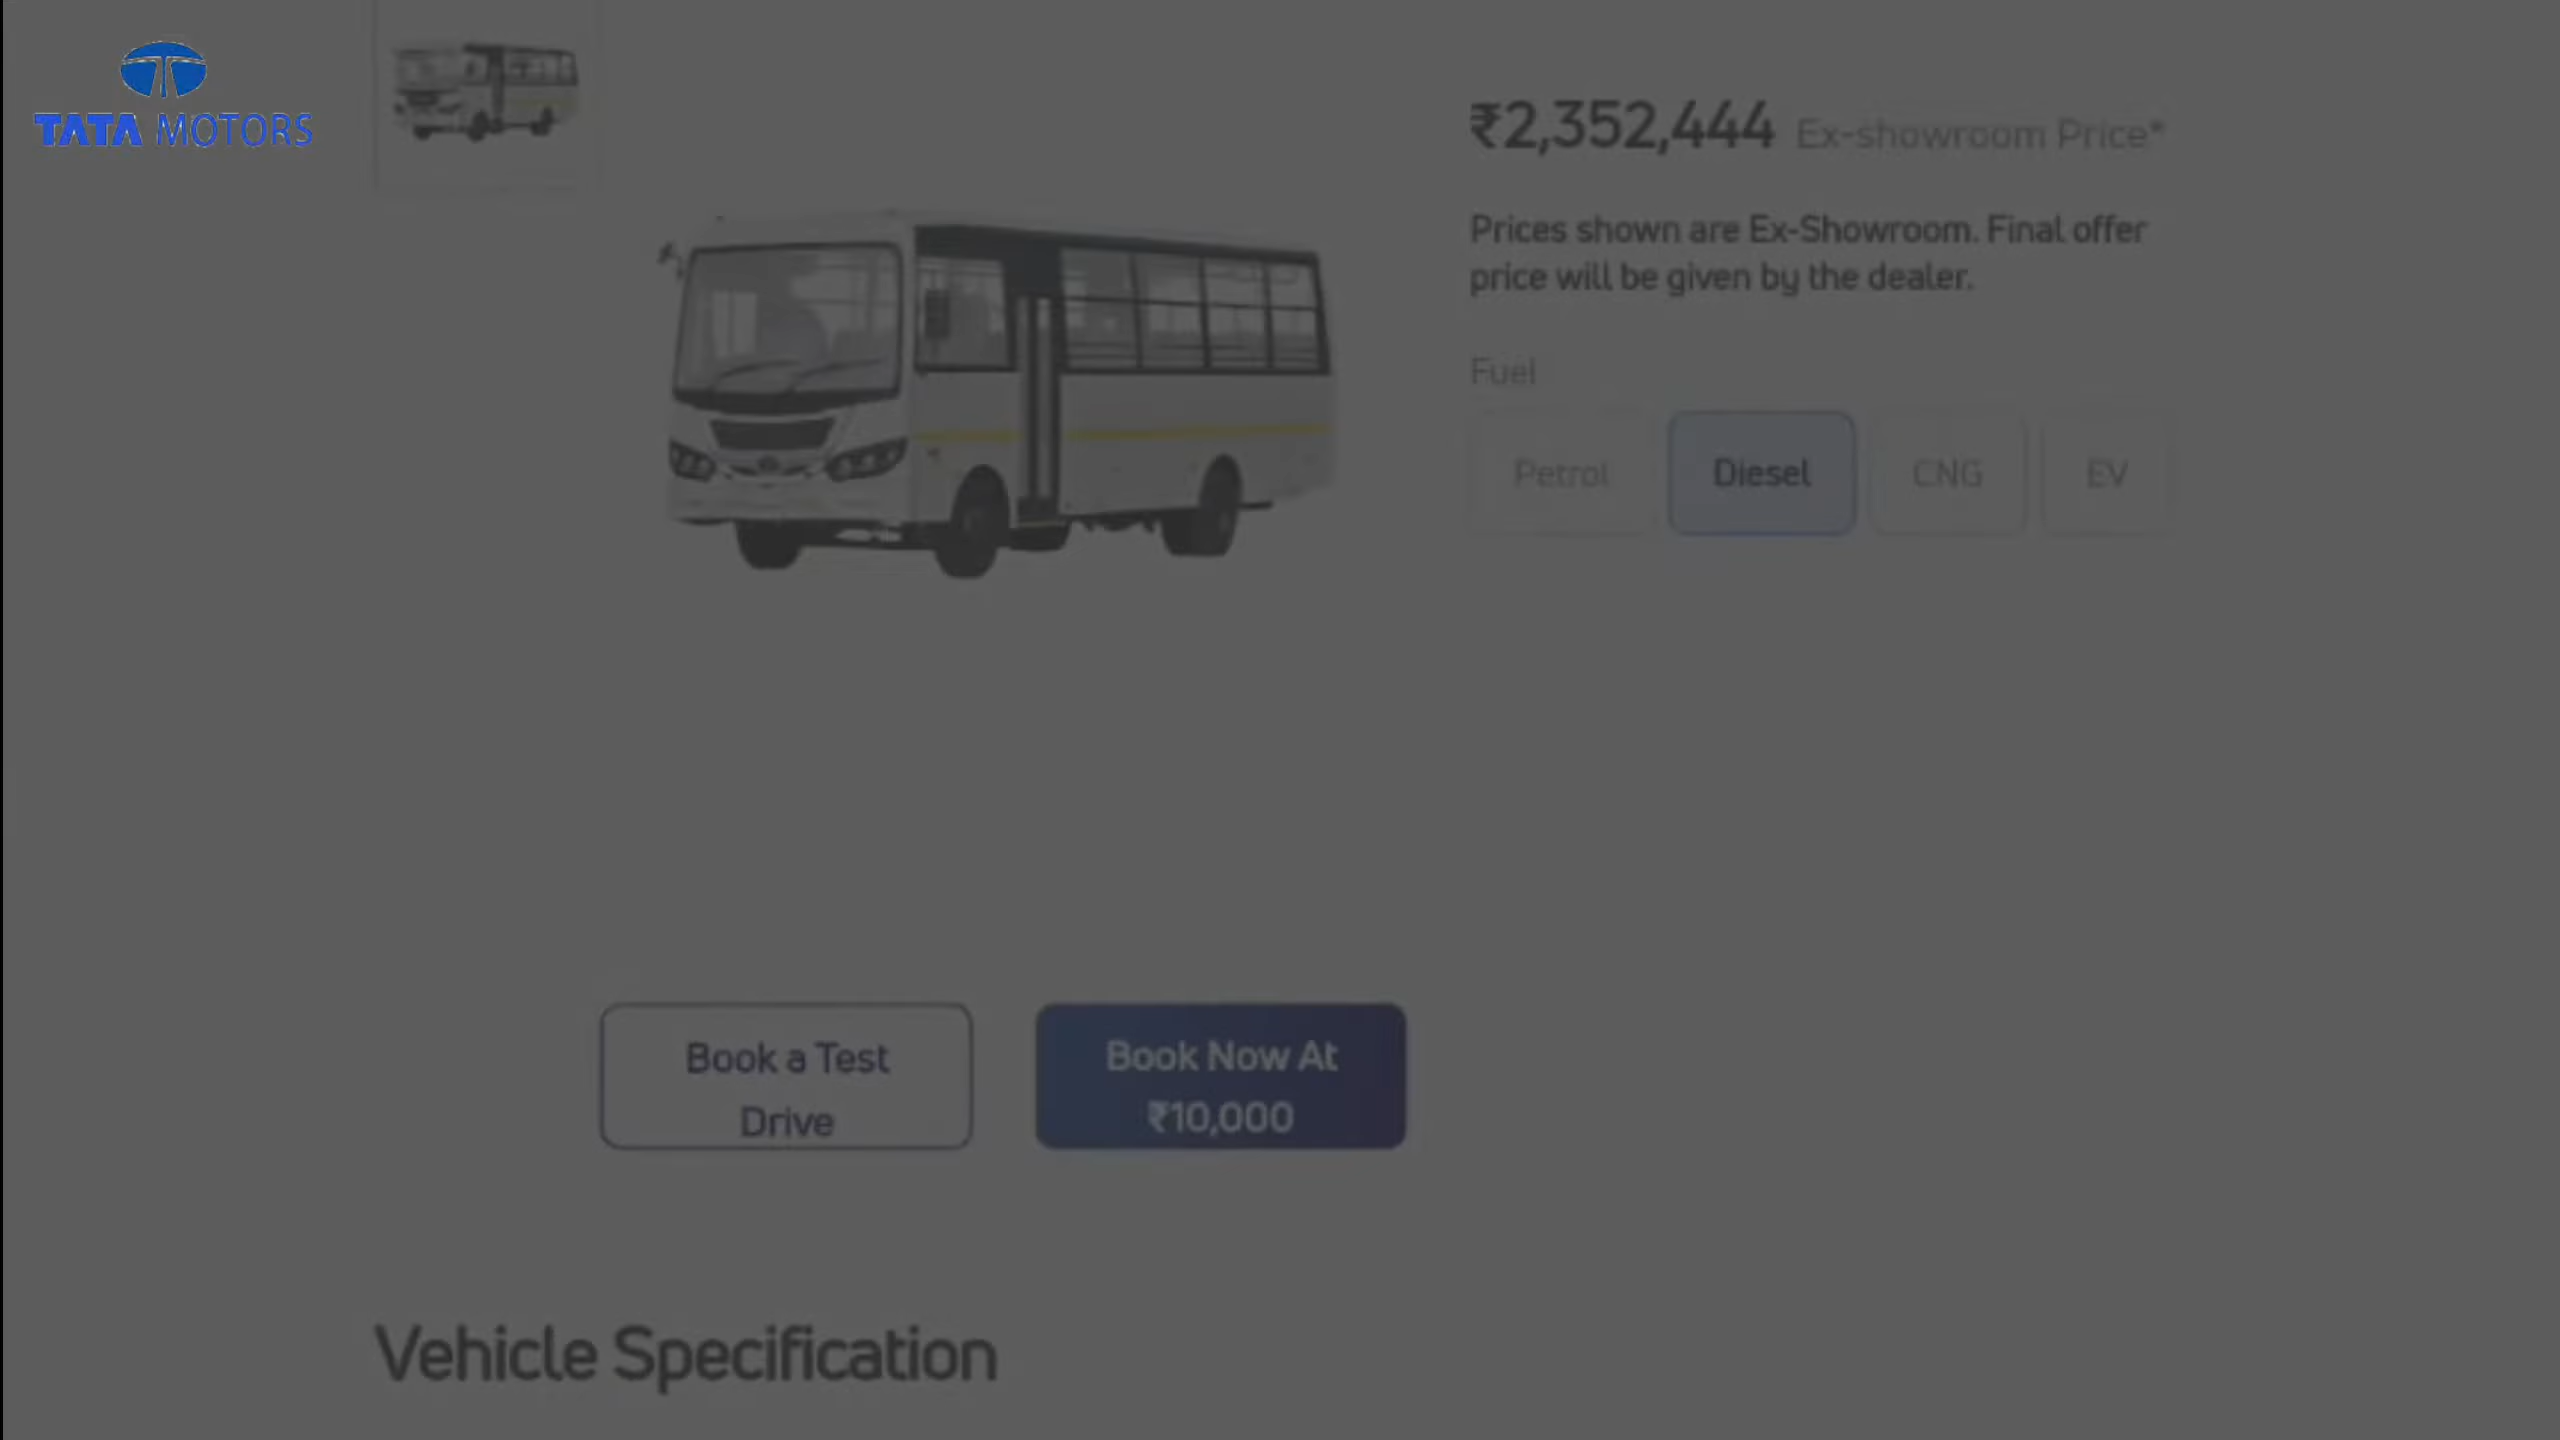 TATA MOTORS
₹2,352,444 Ex-showroom Price*
Prices shown are Ex-Showroom. Final offer
price will be given by the dealer.
Fuel
Petrol Diesel CNG EV
Book a Test
Drive
Book Now At
₹10,000
Vehicle Specification